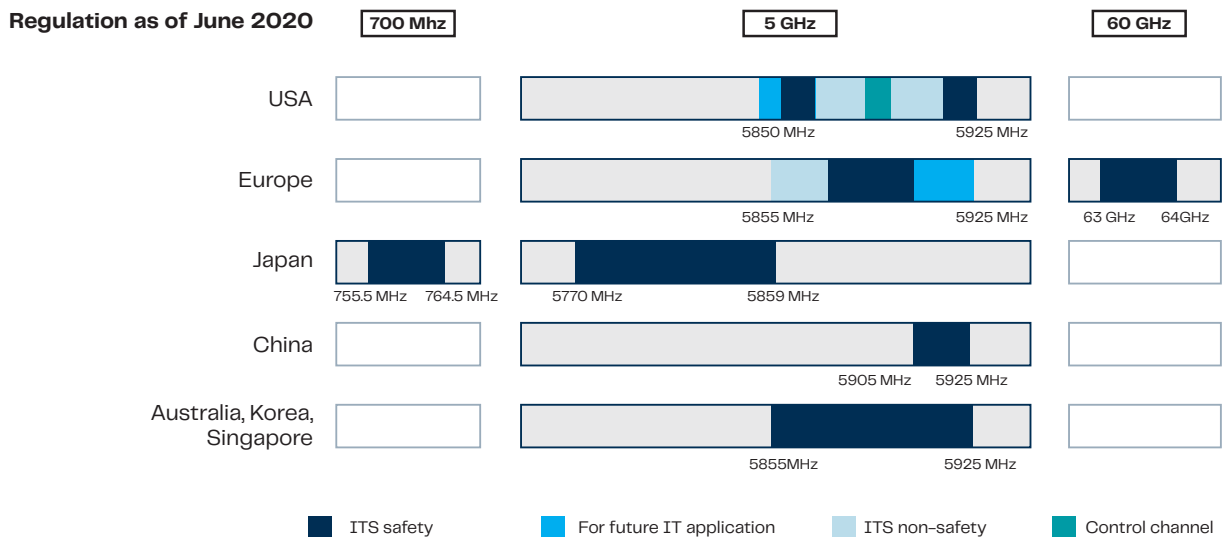 Regulation as of June 2020
700 Mhz
5 GHz
60 GHz
USA
5850 MHz
5925 MHz
Europe
5855 MHz
5925 MHz
63 GHz
64GHz
Japan
755.5 MHz
764.5 MHz
5770 MHz
5859 MHz
China
5905 MHz
5925 MHz
Australia, Korea,
Singapore
5855MHz
5925 MHz
ITS safety
For future IT application
ITS non-safety
Control channel